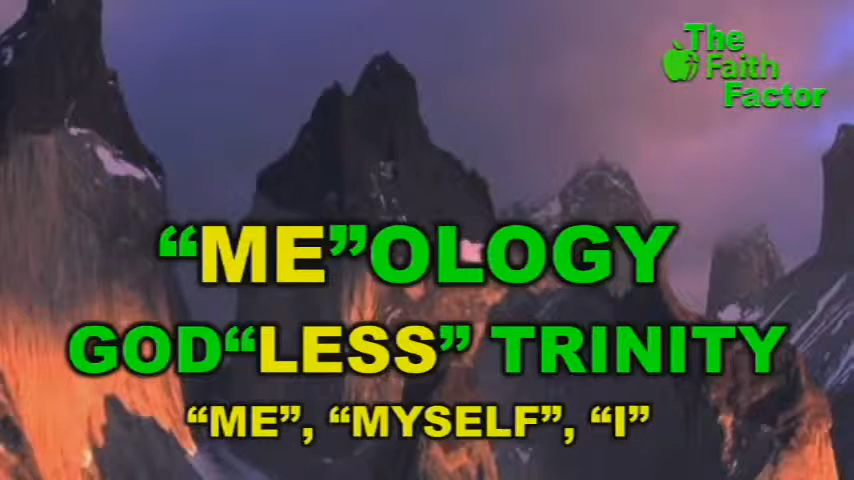 The
Faith
Factor
“ME”OLOGY
GOD“LESS” TRINITY
“ME”, “MYSELF”, “I”